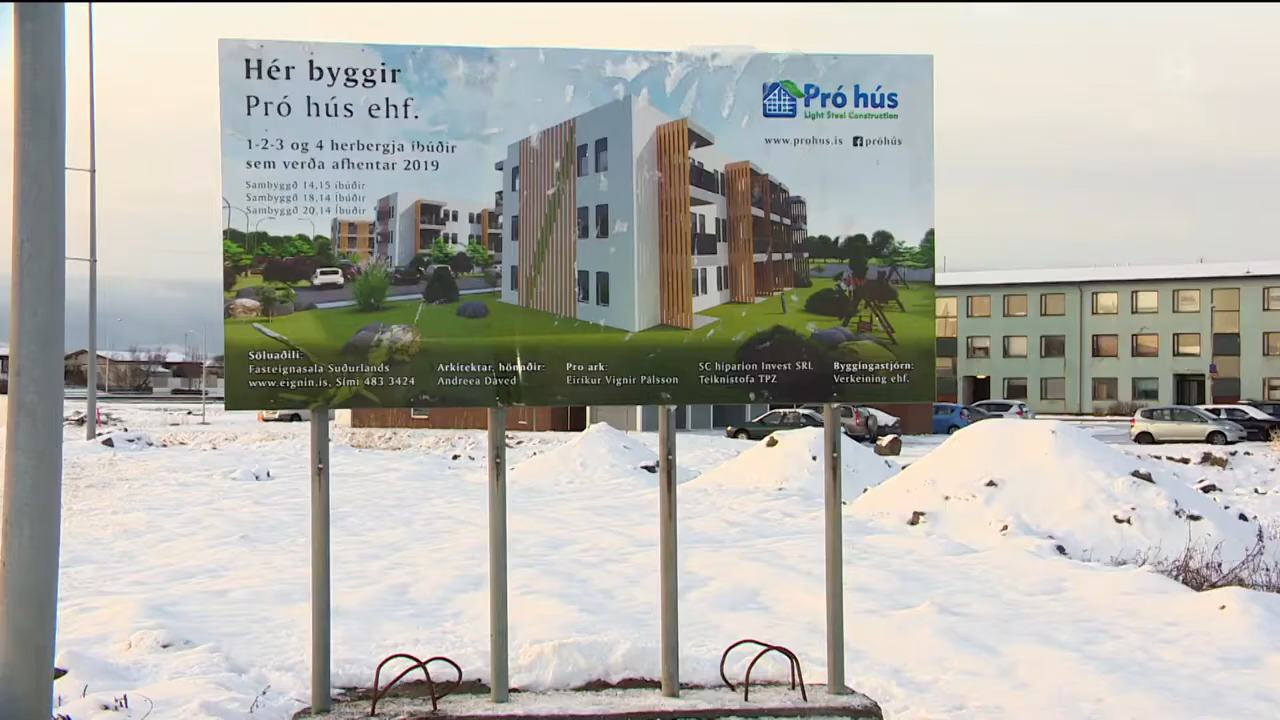 Hér byggir
Pró hús ehf.
1-2-3 og 4 herbergja íbúðir
sem verða afhentar 2019
Sambyggð 14,15 íbúðir
Sambyggð 18,14 íbúðir
Sambyggð 20,14 íbúðir
Pró hús
Light Steel Construction
www.prohus.is próhús
Söluaðili:
Fasteignasala Suðurlands
www.eignin.is, Sími 483 3424
Arkitektar, hönnðir:
Andreea Daved
Pro ark:
Eiríkur Vignir Pálsson
SC hiparion Invest SRL
Teiknistofa TPZ
Byggingastjórn:
Verkeining ehf.